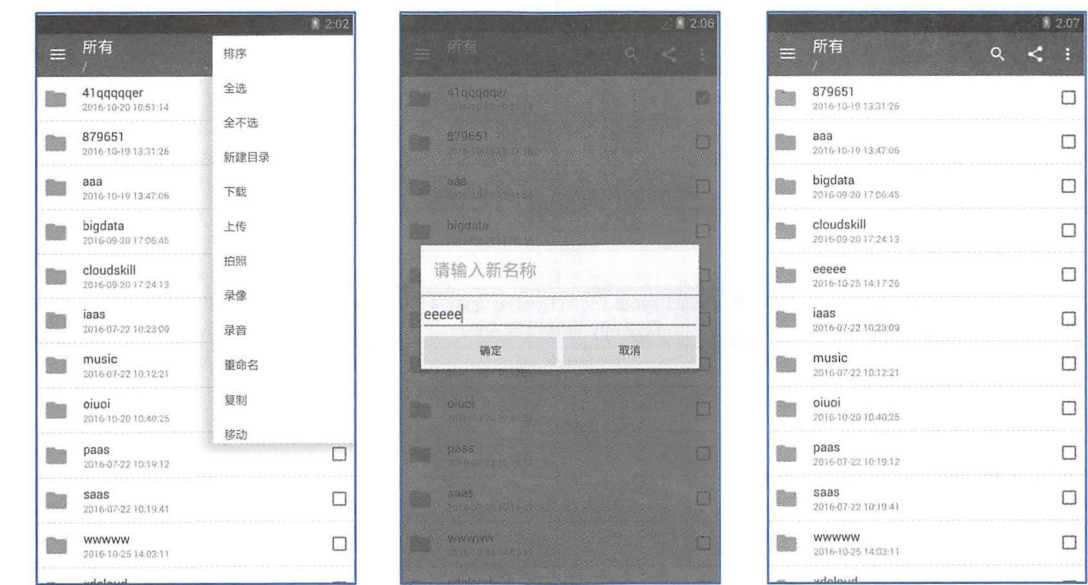 2:02
所有
/
排序
全选
全不选
新建目录
下载
上传
拍照
录像
录音
重命名
复制
移动
41qqqqqer
2016-10-20 10:51:14
879651
2016-10-19 13:31:26
aaa
2016-10-19 13:47:06
bigdata
2016-09-20 17:06:45
cloudskill
2016-09-20 17:24:13
iaas
2016-07-22 10:23:09
music
2016-07-22 10:12:21
oiuoi
2016-10-20 10:40:25
paas
2016-07-22 10:19:12
saas
2016-07-22 10:19:41
wwwww
2016-10-25 14:03:11
xdcloud
2:06
所有
/
41qqqqqer
879651
aaa
bigdata
请输入新名称
eeeee
确定
取消
oiuoi
paas
saas
wwwww
2:07
所有
/
879651
2016-10-19 13:31:26
aaa
2016-10-19 13:47:06
bigdata
2016-09-20 17:06:45
cloudskill
2016-09-20 17:24:13
eeeee
2016-10-25 14:17:26
iaas
2016-07-22 10:23:09
music
2016-07-22 10:12:21
oiuoi
2016-10-20 10:40:25
paas
2016-07-22 10:19:12
saas
2016-07-22 10:19:41
wwwww
2016-10-25 14:03:11
xdcloud